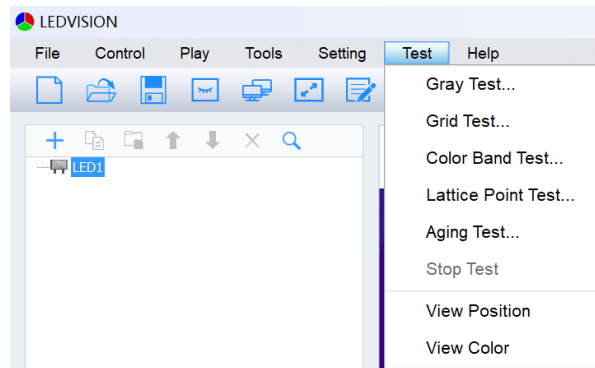 LEDVISION
File Control Play Tools Setting Test Help
Gray Test...
Grid Test...
Color Band Test...
LED1
Lattice Point Test...
Aging Test...
Stop Test
View Position
View Color